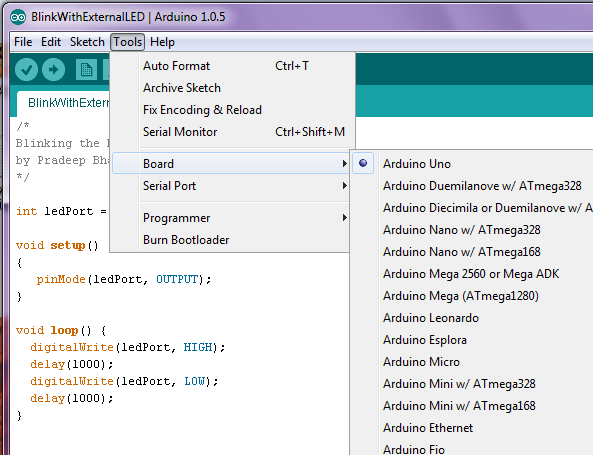 BlinkWithExternalLED | Arduino 1.0.5
File Edit Sketch Tools Help
BlinkWithExterna
Auto Format Ctrl+T
Archive Sketch
Fix Encoding & Reload
Serial Monitor Ctrl+Shift+M
Board
Serial Port
Programmer
Burn Bootloader
Arduino Uno
Arduino Duemilanove w/ ATmega328
Arduino Diecimila or Duemilanove w/ A
Arduino Nano w/ ATmega328
Arduino Nano w/ ATmega168
Arduino Mega 2560 or Mega ADK
Arduino Mega (ATmega1280)
Arduino Leonardo
Arduino Esplora
Arduino Micro
Arduino Mini w/ ATmega328
Arduino Mini w/ ATmega168
Arduino Ethernet
Arduino Fio
/*
Blinking the
by Pradeep Bha
*/
int ledPort =
void setup()
{
pinMode(ledPort, OUTPUT);
}
void loop() {
digitalWrite(ledPort, HIGH);
delay(1000);
digitalWrite(ledPort, LOW);
delay(1000);
}